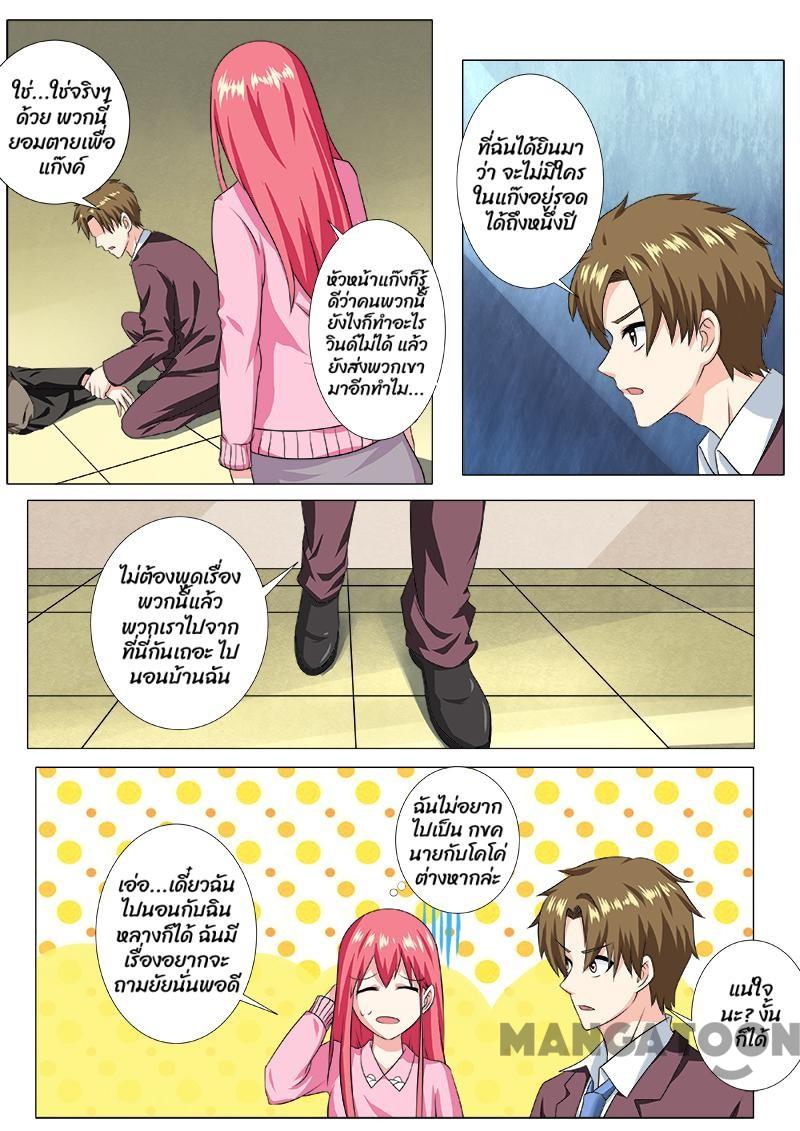 ใช่...ใช่จริงๆ
ด้วย พวกนี้
ยอมตายเพื่อ
แก๊งค์
หัวหน้าแก๊งก็รู้
ดีว่าคนพวกนี้
ยังไงก็ทำอะไร
วินด์ไม่ได้ แล้ว
ยังส่งพวกเขา
มาอีกทำไม...
ที่ฉันได้ยินมา
ว่า จะไม่มีใคร
ในแก๊งอยู่รอด
ได้ถึงหนึ่งปี
ไม่ต้องพูดเรื่อง
พวกนี้แล้ว
พวกเราไปจาก
ที่นี่กันเถอะ ไป
นอนบ้านฉัน
ฉันไม่อยาก
ไปเป็น กขค
นายกับโคโค่
ต่างหากล่ะ
เอ่อ...เดี๋ยวฉัน
ไปนอนกับฉิน
หลางก็ได้ ฉันมี
เรื่องอยากจะ
ถามยัยนั่นพอดี
แน่ใจ
นะ? งั้น
ก็ได้
MANGATOON